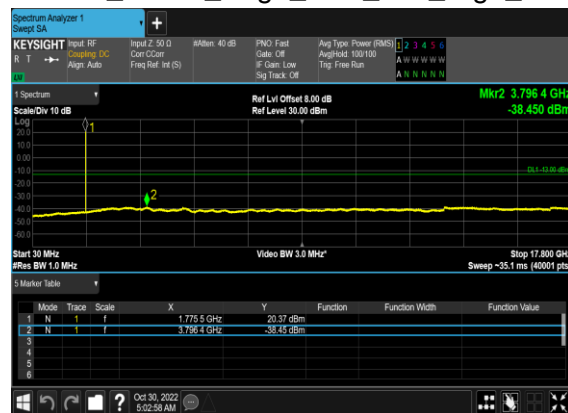 Spectrum Analyzer 1
Swept SA
+
KEYSIGHT Input: RF Input Z: 50 Ω #Atten: 40 dB PNO: Fast Avg Type: Power (RMS) 1 2 3 4 5 6
R T Coupling: DC Corr CCorr Gate: Off Avg|Hold: 100/100 A W W W W W
Align: Auto Freq Ref: Int (S) IF Gain: Low Trig: Free Run
Sig Track: Off A N N N N N
1 Spectrum Ref Lvl Offset 8.00 dB Mkr2 3.796 4 GHz
Scale/Div 10 dB Ref Level 30.00 dBm -38.450 dBm
Log
20.0 1
10.0
0.00
-10.0 DL1 -13.00 dBm
-20.0
-30.0 2
-40.0
-50.0
-60.0
Start 30 MHz Video BW 3.0 MHz* Stop 17.800 GHz
#Res BW 1.0 MHz Sweep ~35.1 ms (40001 pts)
5 Marker Table
Mode Trace Scale X Y Function Function Width Function Value
1 N 1 f 1.775 5 GHz 20.37 dBm
2 N 1 f 3.796 4 GHz -38.45 dBm
3
4
5
6
? Oct 30, 2022
5:02:58 AM